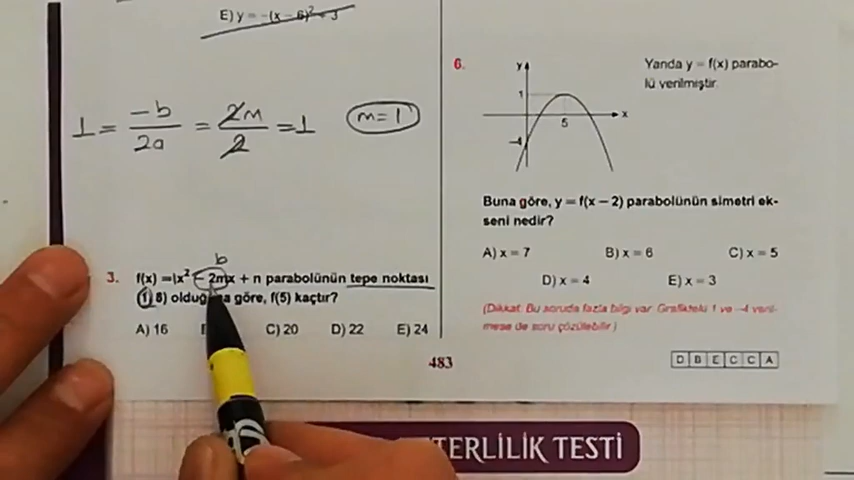 E) y = -(x - 6)² - 3
1 = -b/2a = 2m/2 = 1
m = 1
b
3. f(x) = 1x² - 2mx + n parabolünün tepe noktası
(1, 8) olduğuna göre, f(5) kaçtır?
A) 16
C) 20
D) 22
E) 24
6.
y
1
5
x
-4
Yanda y = f(x) parabo-
lü verilmiştir.
Buna göre, y = f(x - 2) parabolünün simetri ek-
seni nedir?
A) x = 7
B) x = 6
C) x = 5
D) x = 4
E) x = 3
(Dikkat: Bu soruda fazla bilgi var. Grafikteki 1 ve -4 veril-
mese de soru çözülebilir.)
483
D B E C C A
TERLİLİK TESTİ